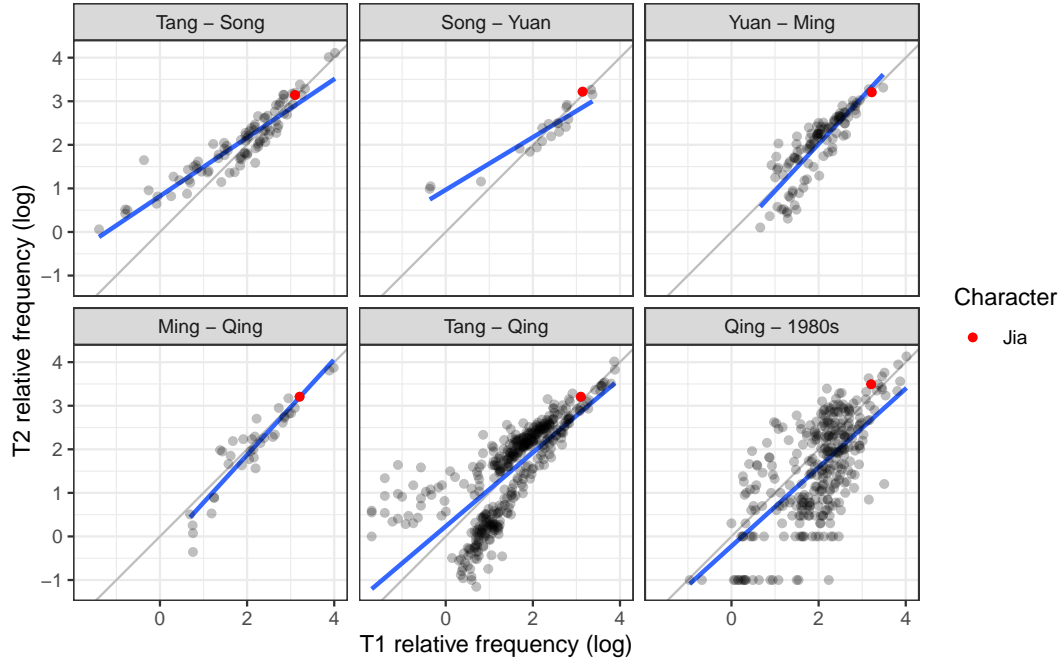 Tang − Song
Song − Yuan
Yuan − Ming
4
3
2
1
0
−1
Ming − Qing
Tang − Qing
Qing − 1980s
4
3
2
1
0
−1
0
2
4
0
2
4
0
2
4
T1 relative frequency (log)
T2 relative frequency (log)
Character
Jia